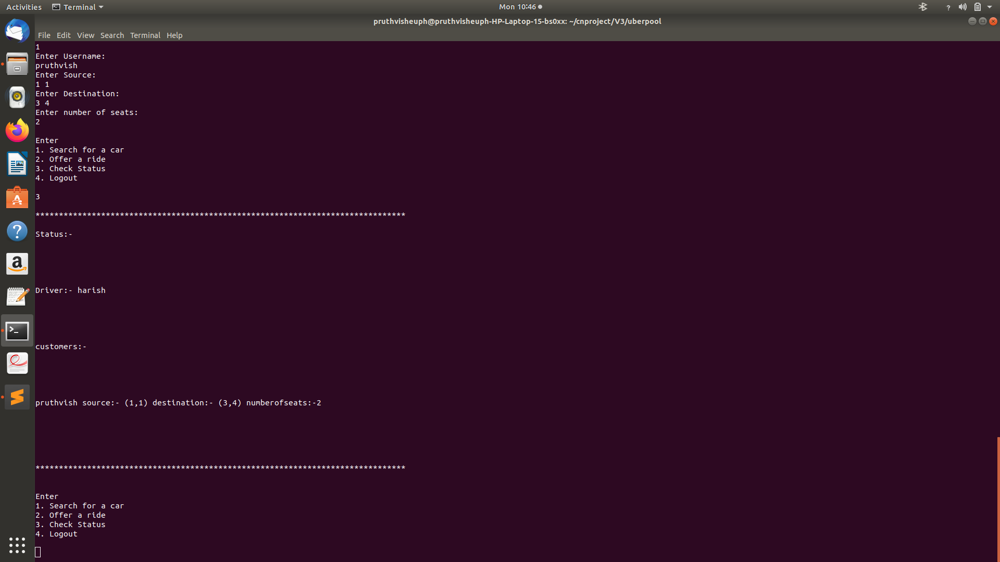 Activities Terminal Mon 10:46
pruthvisheuph@pruthvisheuph-HP-Laptop-15-bs0xx: ~/cnproject/V3/uberpool
File Edit View Search Terminal Help
1
Enter Username:
pruthvish
Enter Source:
1 1
Enter Destination:
3 4
Enter number of seats:
2
Enter
1. Search for a car
2. Offer a ride
3. Check Status
4. Logout
3
*******************************************************************************
Status:-
Driver:- harish
customers:-
pruthvish source:- (1,1) destination:- (3,4) numberofseats:-2
*******************************************************************************
Enter
1. Search for a car
2. Offer a ride
3. Check Status
4. Logout